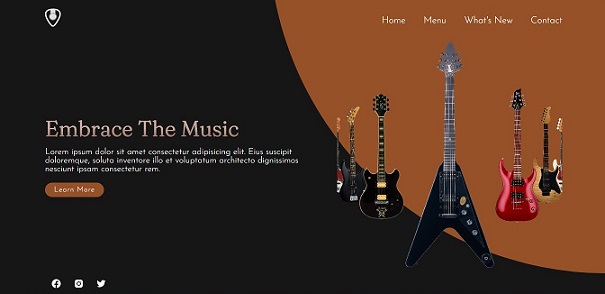 Home Menu What's New Contact
Embrace The Music
Lorem ipsum dolor sit amet consectetur adipisicing elit. Eius suscipit
doloremque, soluta inventore illo et voluptatum architecto dignissimos
nesciunt ipsam consectetur rem.
Learn More